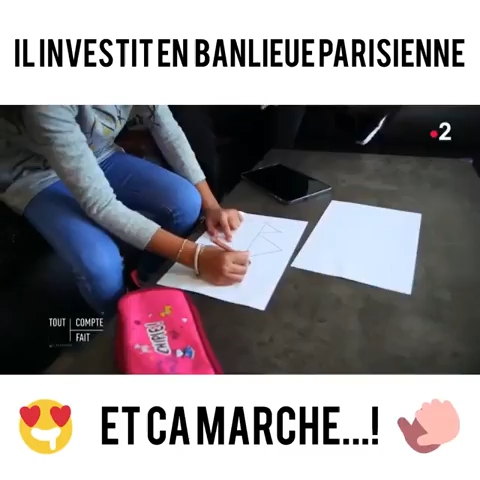 IL INVESTIT EN BANLIEUE PARISIENNE
2
TOUT COMPTE
FAIT
ET CA MARCHE...!